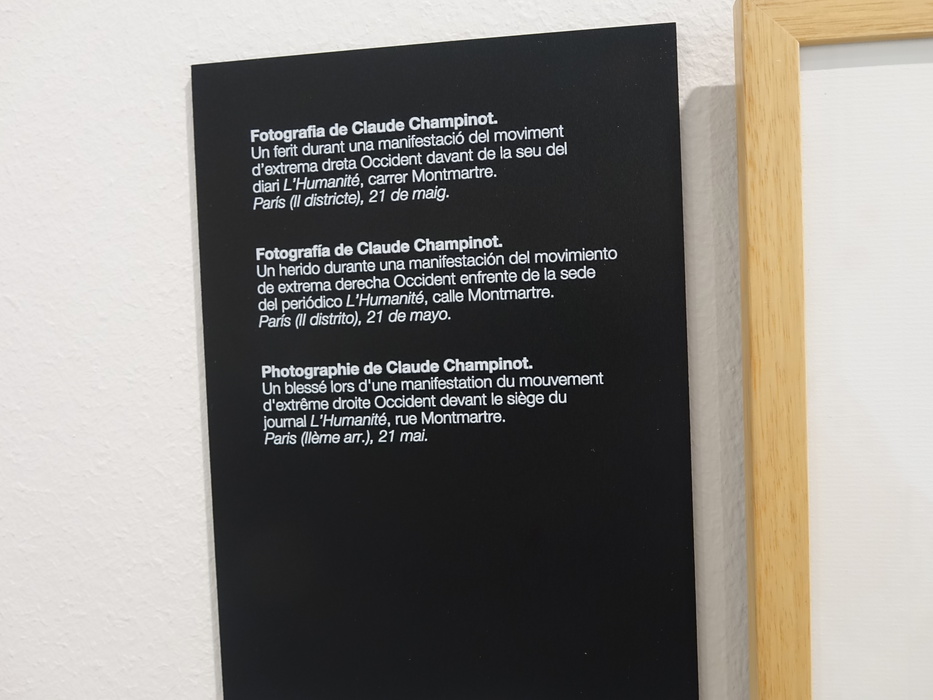 Fotografia de Claude Champinot.
Un ferit durant una manifestació del moviment
d'extrema dreta Occident davant de la seu del
diari L'Humanité, carrer Montmartre.
París (II districte), 21 de maig.
Fotografía de Claude Champinot.
Un herido durante una manifestación del movimiento
de extrema derecha Occident enfrente de la sede
del periódico L'Humanité, calle Montmartre.
París (II distrito), 21 de mayo.
Photographie de Claude Champinot.
Un blessé lors d'une manifestation du mouvement
d'extrême droite Occident devant le siège du
journal L'Humanité, rue Montmartre.
Paris (IIème arr.), 21 mai.